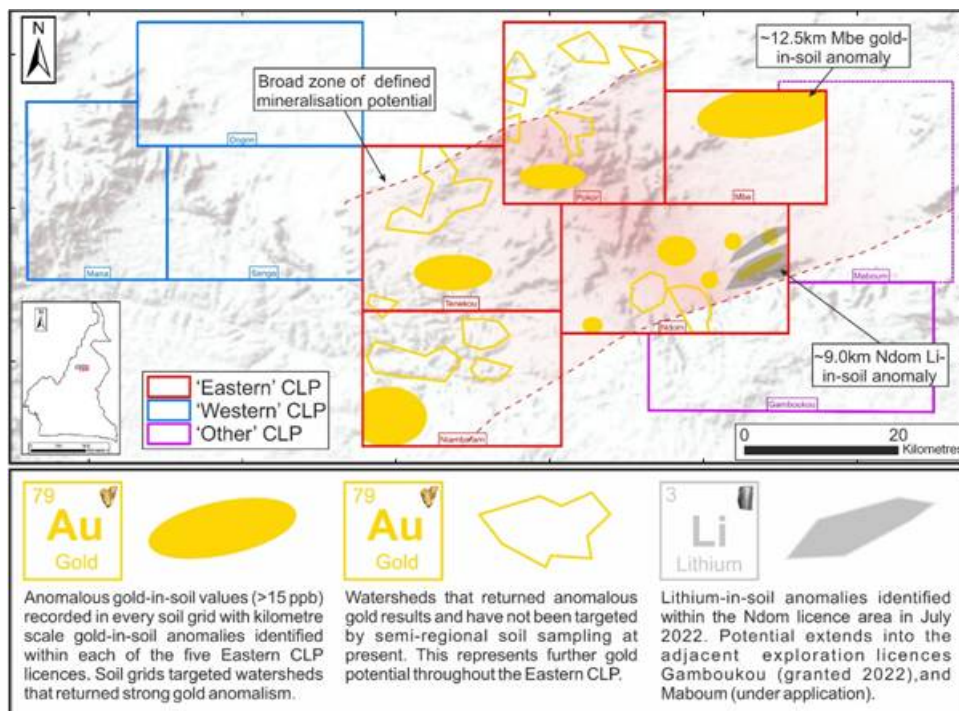 N
Broad zone of defined
mineralisation potential
~12.5km Mbe gold-
in-soil anomaly
Ongon
Pokor
Mbe
Mana
Sanga
Tenekou
Ndom
Maboum
~9.0km Ndom Li-
in-soil anomaly
N
'Eastern' CLP
'Western' CLP
'Other' CLP
Niambaram
Gamboukou
0 20
Kilometres
79
Au
Gold
79
Au
Gold
3
Li
Lithium
Anomalous gold-in-soil values (>15 ppb)
recorded in every soil grid with kilometre
scale gold-in-soil anomalies identified
within each of the five Eastern CLP
licences. Soil grids targeted watersheds
that returned strong gold anomalism.
Watersheds that returned anomalous
gold results and have not been targeted
by semi-regional soil sampling at
present. This represents further gold
potential throughout the Eastern CLP.
Lithium-in-soil anomalies identified
within the Ndom licence area in July
2022. Potential extends into the
adjacent exploration licences
Gamboukou (granted 2022),and
Maboum (under application).